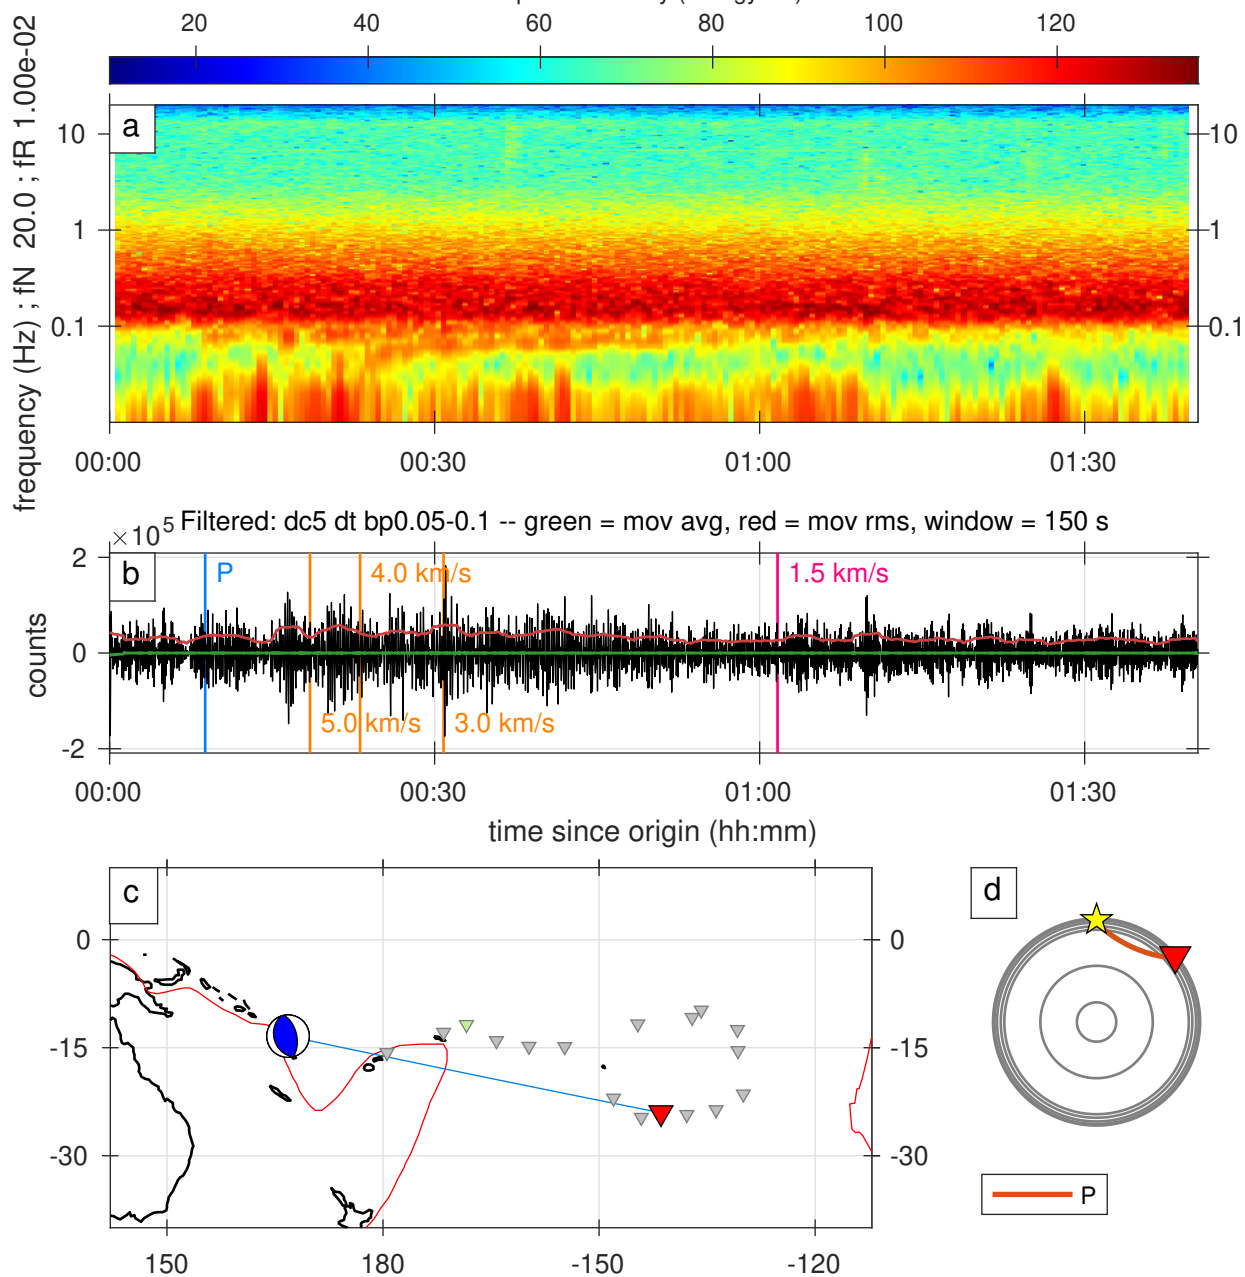 20 40 60 80 100 120
a
10 10
1 1
0.1 0.1
frequency (Hz) ; fN 20.0 ; fR 1.00e-02
00:00 00:30 01:00 01:30
×10^5 Filtered: dc5 dt bp0.05-0.1 -- green = mov avg, red = mov rms, window = 150 s
b
2
0
-2
counts
P
4.0 km/s
1.5 km/s
5.0 km/s
3.0 km/s
00:00 00:30 01:00 01:30
time since origin (hh:mm)
c
d
0 0
-15 -15
-30 -30
150 180 -150 -120
P